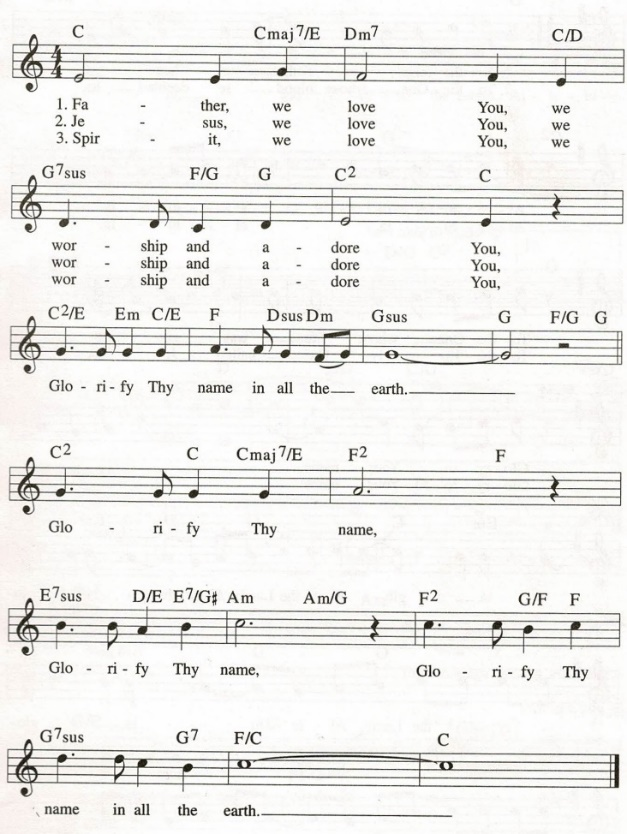 C Cmaj7/E Dm7 C/D
1. Fa - ther, we love You, we
2. Je - sus, we love You, we
3. Spir - it, we love You, we
G7sus F/G G C2 C
wor - ship and a - dore You,
wor - ship and a - dore You,
wor - ship and a - dore You,
C2/E Em C/E F Dsus Dm Gsus G F/G G
Glo - ri - fy Thy name in all the earth.
C2 C Cmaj7/E F2 F
Glo - ri - fy Thy name,
E7sus D/E E7/G# Am Am/G F2 G/F F
Glo - ri - fy Thy name, Glo - ri - fy Thy
G7sus G7 F/C C
name in all the earth.